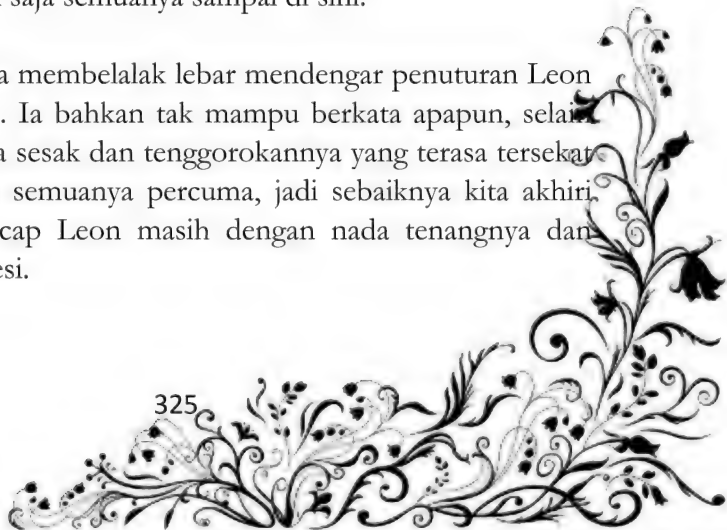 saja semuanya sampai di sini.
a membelalak lebar mendengar penuturan Leon
. Ia bahkan tak mampu berkata apapun, selain
a sesak dan tenggorokannya yang terasa tersekat
semuanya percuma, jadi sebaiknya kita akhiri
cap Leon masih dengan nada tenangnya dan
esi.
325